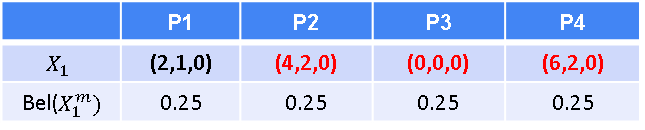 P1 P2 P3 P4
X₁ (2,1,0) (4,2,0) (0,0,0) (6,2,0)
Bel(X₁ᵐ) 0.25 0.25 0.25 0.25